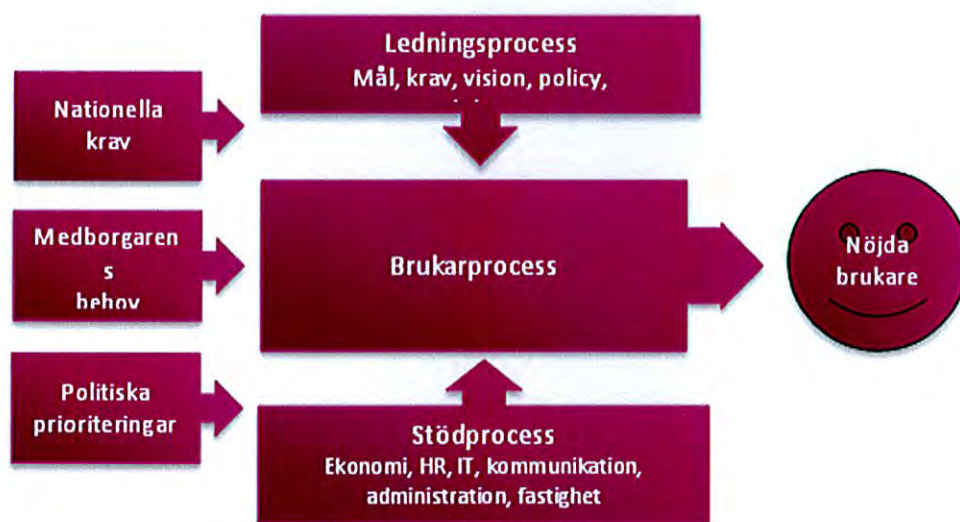 Ledningsprocess
Mål, krav, vision, policy,
Nationella
krav
Medborgaren
s
behov
Brukarprocess
Nöjda
brukare
Politiska
prioriteringar
Stödprocess
Ekonomi, HR, IT, kommunikation,
administration, fastighet